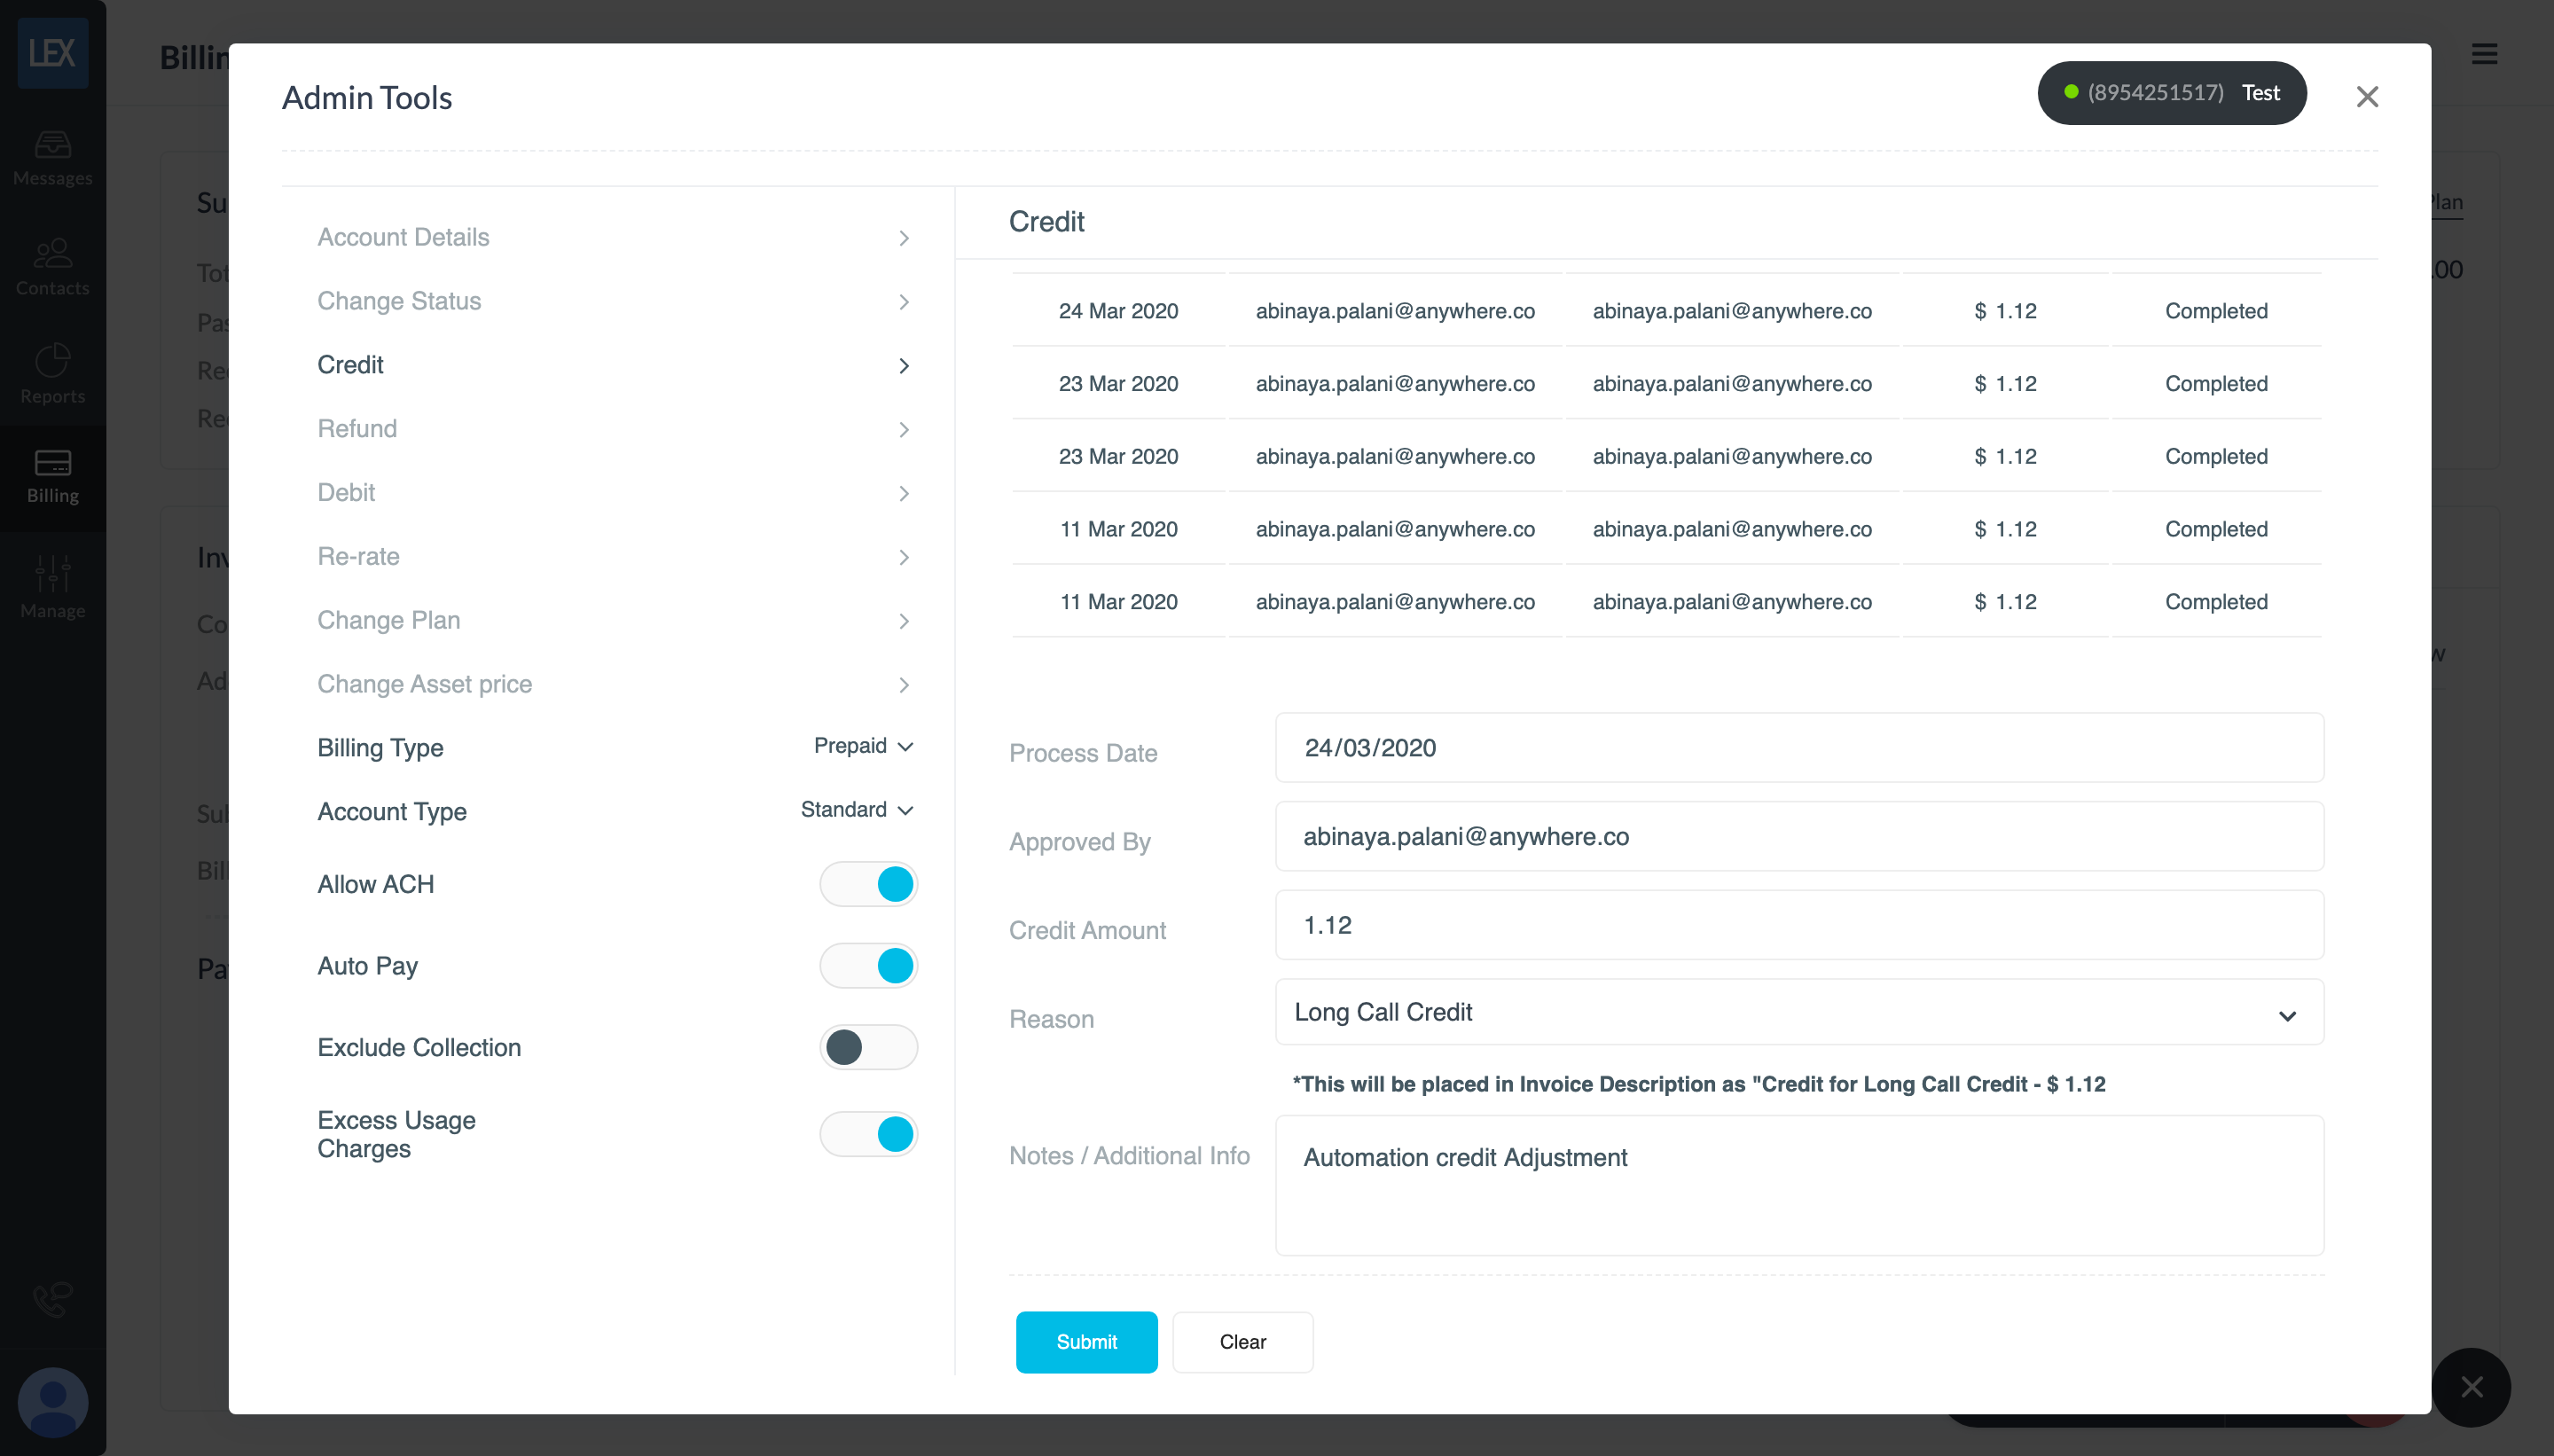 LEX
Messages
Contacts
Reports
Billing
Manage
Admin Tools
(8954251517) Test
Account Details
Change Status
Credit
Refund
Debit
Re-rate
Change Plan
Change Asset price
Billing Type Prepaid
Account Type Standard
Allow ACH
Auto Pay
Exclude Collection
Excess Usage
Charges
Credit
24 Mar 2020 abinaya.palani@anywhere.co abinaya.palani@anywhere.co $ 1.12 Completed
23 Mar 2020 abinaya.palani@anywhere.co abinaya.palani@anywhere.co $ 1.12 Completed
23 Mar 2020 abinaya.palani@anywhere.co abinaya.palani@anywhere.co $ 1.12 Completed
11 Mar 2020 abinaya.palani@anywhere.co abinaya.palani@anywhere.co $ 1.12 Completed
11 Mar 2020 abinaya.palani@anywhere.co abinaya.palani@anywhere.co $ 1.12 Completed
Process Date 24/03/2020
Approved By abinaya.palani@anywhere.co
Credit Amount 1.12
Reason Long Call Credit
*This will be placed in Invoice Description as "Credit for Long Call Credit - $ 1.12
Notes / Additional Info Automation credit Adjustment
Submit Clear